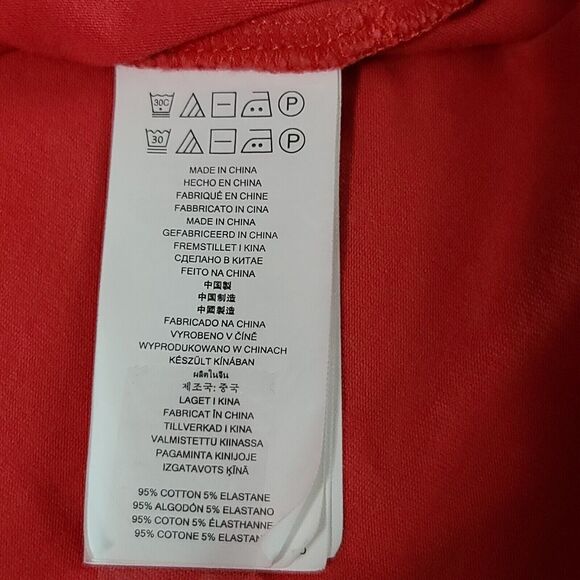 30C P
30 P
MADE IN CHINA
HECHO EN CHINA
FABRIQUÉ EN CHINE
FABBRICATO IN CINA
MADE IN CHINA
GEFABRICEERD IN CHINA
FREMSTILLET I KINA
СДЕЛАНО В КИТАЕ
FEITO NA CHINA
中国製
中国制造
中國製造
FABRICADO NA CHINA
VYROBENO V ČÍNĚ
WYPRODUKOWANO W CHINACH
KÉSZÜLT KÍNÁBAN
ผลิตในจีน
제조국: 중국
LAGET I KINA
FABRICAT ÎN CHINA
TILLVERKAD I KINA
VALMISTETTU KIINASSA
PAGAMINTA KINIJOJE
IZGATAVOTS ĶĪNĀ
95% COTTON 5% ELASTANE
95% ALGODÓN 5% ELASTANO
95% COTON 5% ÉLASTHANNE
95% COTONE 5% ELASTAN